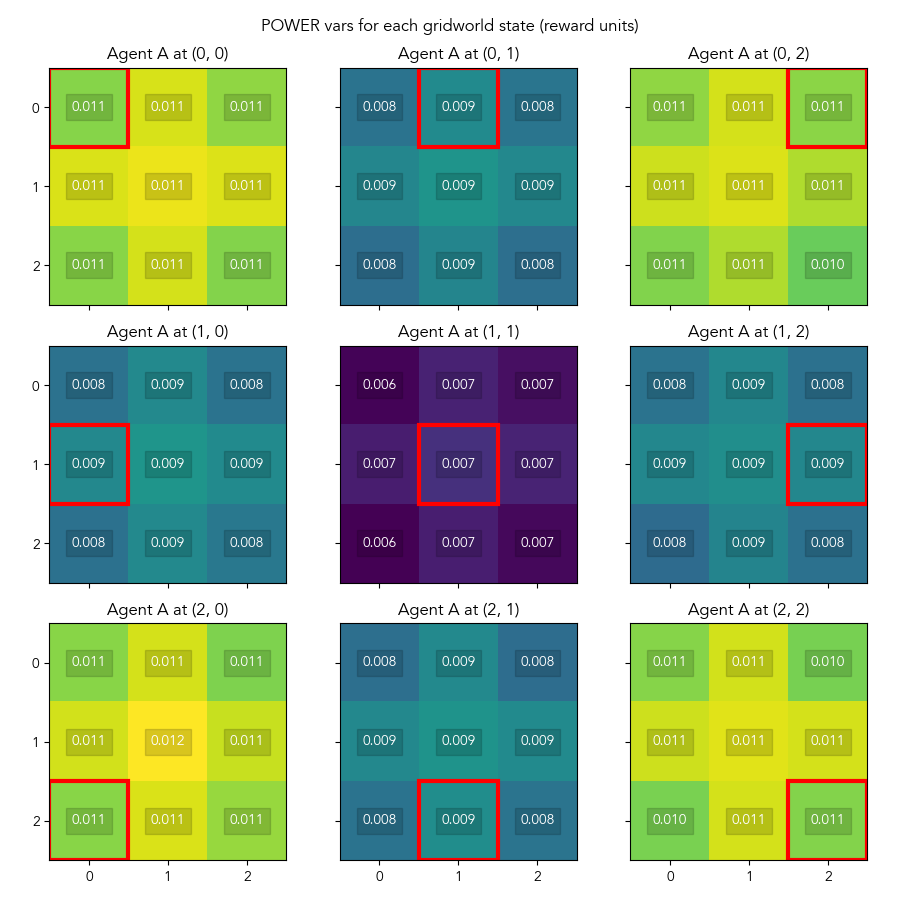 POWER vars for each gridworld state (reward units)
Agent A at (0, 0) Agent A at (0, 1) Agent A at (0, 2)
0 0.011 0.011 0.011 0.008 0.009 0.008 0.011 0.011 0.011
1 0.011 0.011 0.011 0.009 0.009 0.009 0.011 0.011 0.011
2 0.011 0.011 0.011 0.008 0.009 0.008 0.011 0.011 0.010
Agent A at (1, 0) Agent A at (1, 1) Agent A at (1, 2)
0 0.008 0.009 0.008 0.006 0.007 0.007 0.008 0.009 0.008
1 0.009 0.009 0.009 0.007 0.007 0.007 0.009 0.009 0.009
2 0.008 0.009 0.008 0.006 0.007 0.007 0.008 0.009 0.008
Agent A at (2, 0) Agent A at (2, 1) Agent A at (2, 2)
0 0.011 0.011 0.011 0.008 0.009 0.008 0.011 0.011 0.010
1 0.011 0.012 0.011 0.009 0.009 0.009 0.011 0.011 0.011
2 0.011 0.011 0.011 0.008 0.009 0.008 0.010 0.011 0.011
0 1 2 0 1 2 0 1 2